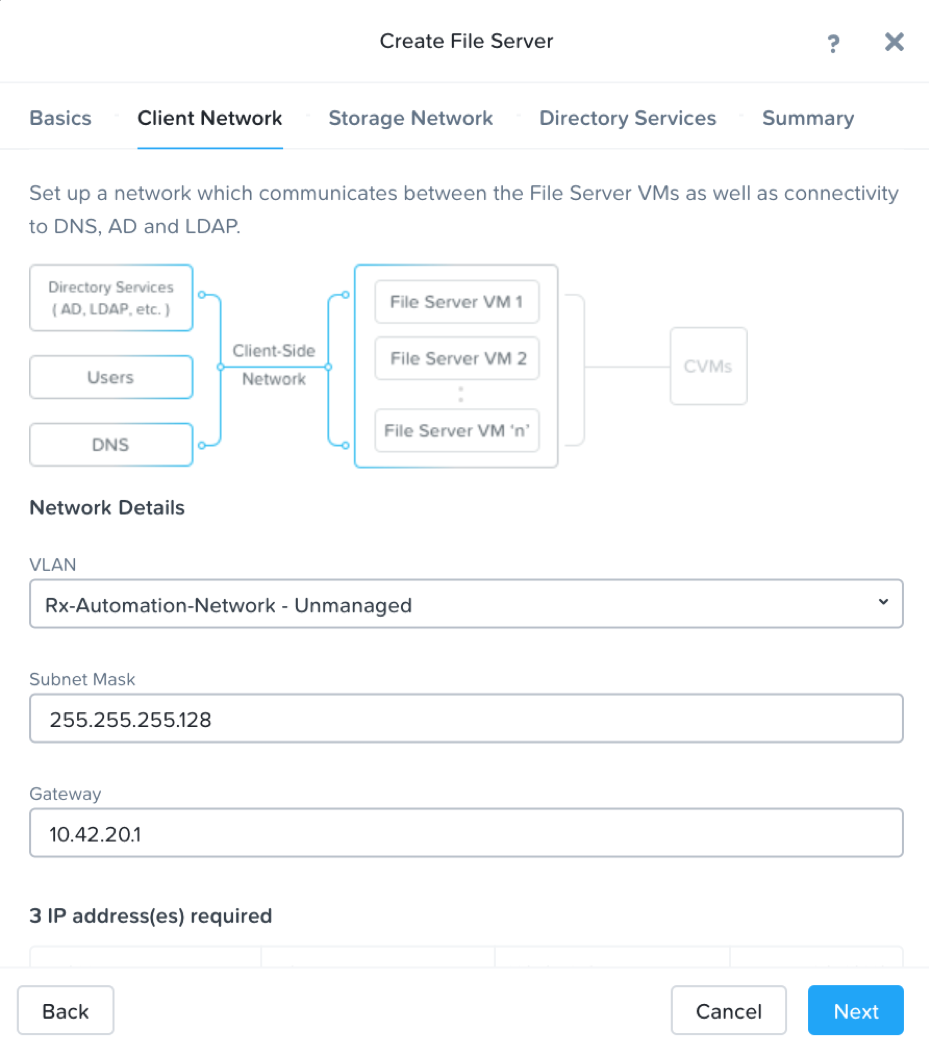 Create File Server
?
Basics
Client Network
Storage Network
Directory Services
Summary
Set up a network which communicates between the File Server VMs as well as connectivity
to DNS, AD and LDAP.
Directory Services
( AD, LDAP, etc. )
Users
DNS
Client-Side
Network
File Server VM 1
File Server VM 2
File Server VM 'n'
CVMs
Network Details
VLAN
Rx-Automation-Network - Unmanaged
Subnet Mask
255.255.255.128
Gateway
10.42.20.1
3 IP address(es) required
Back
Cancel
Next